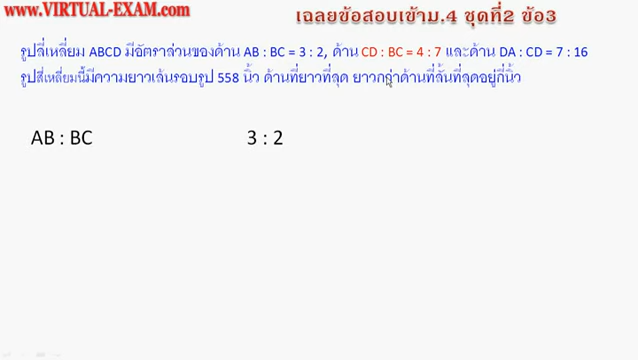 www.VIRTUAL-EXAM.com
เฉลยข้อสอบเข้าม.4 ชุดที่2 ข้อ3
รูปสี่เหลี่ยม ABCD มีอัตราส่วนของด้าน AB : BC = 3 : 2, ด้าน CD : BC = 4 : 7 และด้าน DA : CD = 7 : 16
รูปสี่เหลี่ยมนี้มีความยาวเส้นรอบรูป 558 นิ้ว ด้านที่ยาวที่สุด ยาวกว่าด้านที่สั้นที่สุดอยู่กี่นิ้ว
AB : BC 3 : 2